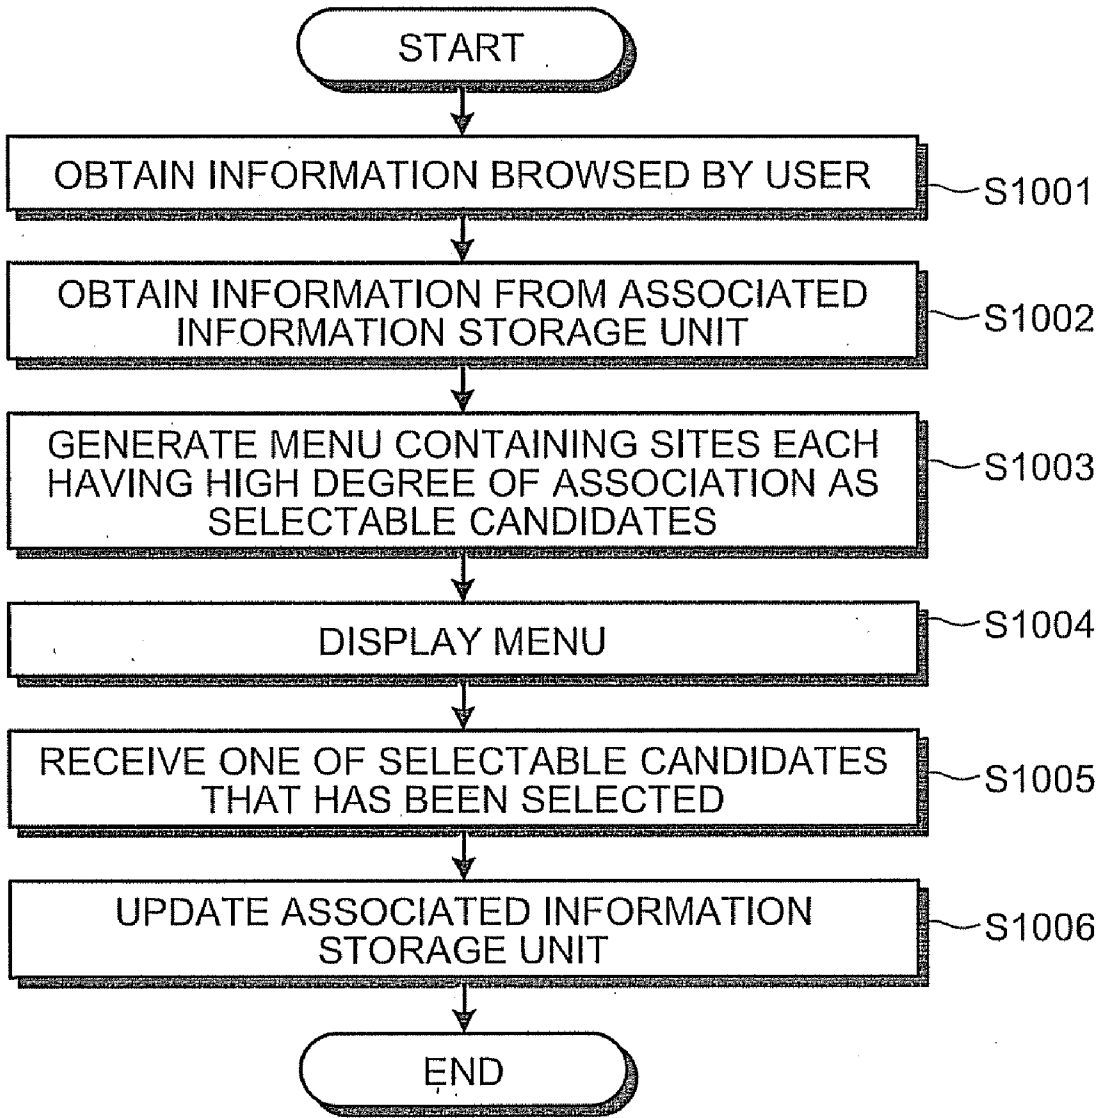 START
OBTAIN INFORMATION BROWSED BY USER
S1001
OBTAIN INFORMATION FROM ASSOCIATED
INFORMATION STORAGE UNIT
S1002
GENERATE MENU CONTAINING SITES EACH
HAVING HIGH DEGREE OF ASSOCIATION AS
SELECTABLE CANDIDATES
S1003
DISPLAY MENU
S1004
RECEIVE ONE OF SELECTABLE CANDIDATES
THAT HAS BEEN SELECTED
S1005
UPDATE ASSOCIATED INFORMATION
STORAGE UNIT
S1006
END